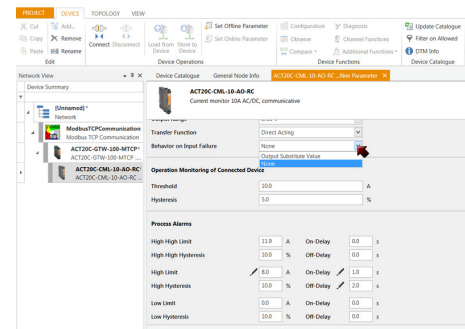 PROJECT DEVICE TOPOLOGY VIEW
Cut Add... Set Offline Parameter Configuration Diagnosis Update Catalogue
Copy Remove Connect Disconnect Load from Device Store to Device Set Online Parameter Observe Channel Functions Filter on Allowed
Paste Rename Compare Additional Functions DTM Info
Edit Device Operations Device Functions Device Catalogue
Network View Device Catalogue General Node Info ACT20C-CML-10-AO-RC ...fline Parameter
Device Summary
ACT20C-CML-10-AO-RC
Current monitor 10A AC/DC, communicative
(Unnamed)*
Network
ModbusTCPCommunication
Modbus TCP Communication
ACT20C-GTW-100-MTCP*
ACT20C-GTW-100-MTCP ...
ACT20C-CML-10-AO-RC*
ACT20C-CML-10-AO-RC ...
Transfer Function Direct Acting
Behavior on Input Failure None
Output Substitute Value
None
Operation Monitoring of Connected Device
Threshold 10.0 A
Hysteresis 5.0 %
Process Alarms
High High Limit 11.9 A On-Delay 0.0 s
High High Hysteresis 10.0 % Off-Delay 0.0 s
High Limit 8.0 A On-Delay 1.0 s
High Hysteresis 10.0 % Off-Delay 2.0 s
Low Limit 0.0 A On-Delay 0.0 s
Low Hysteresis 10.0 % Off-Delay 0.0 s